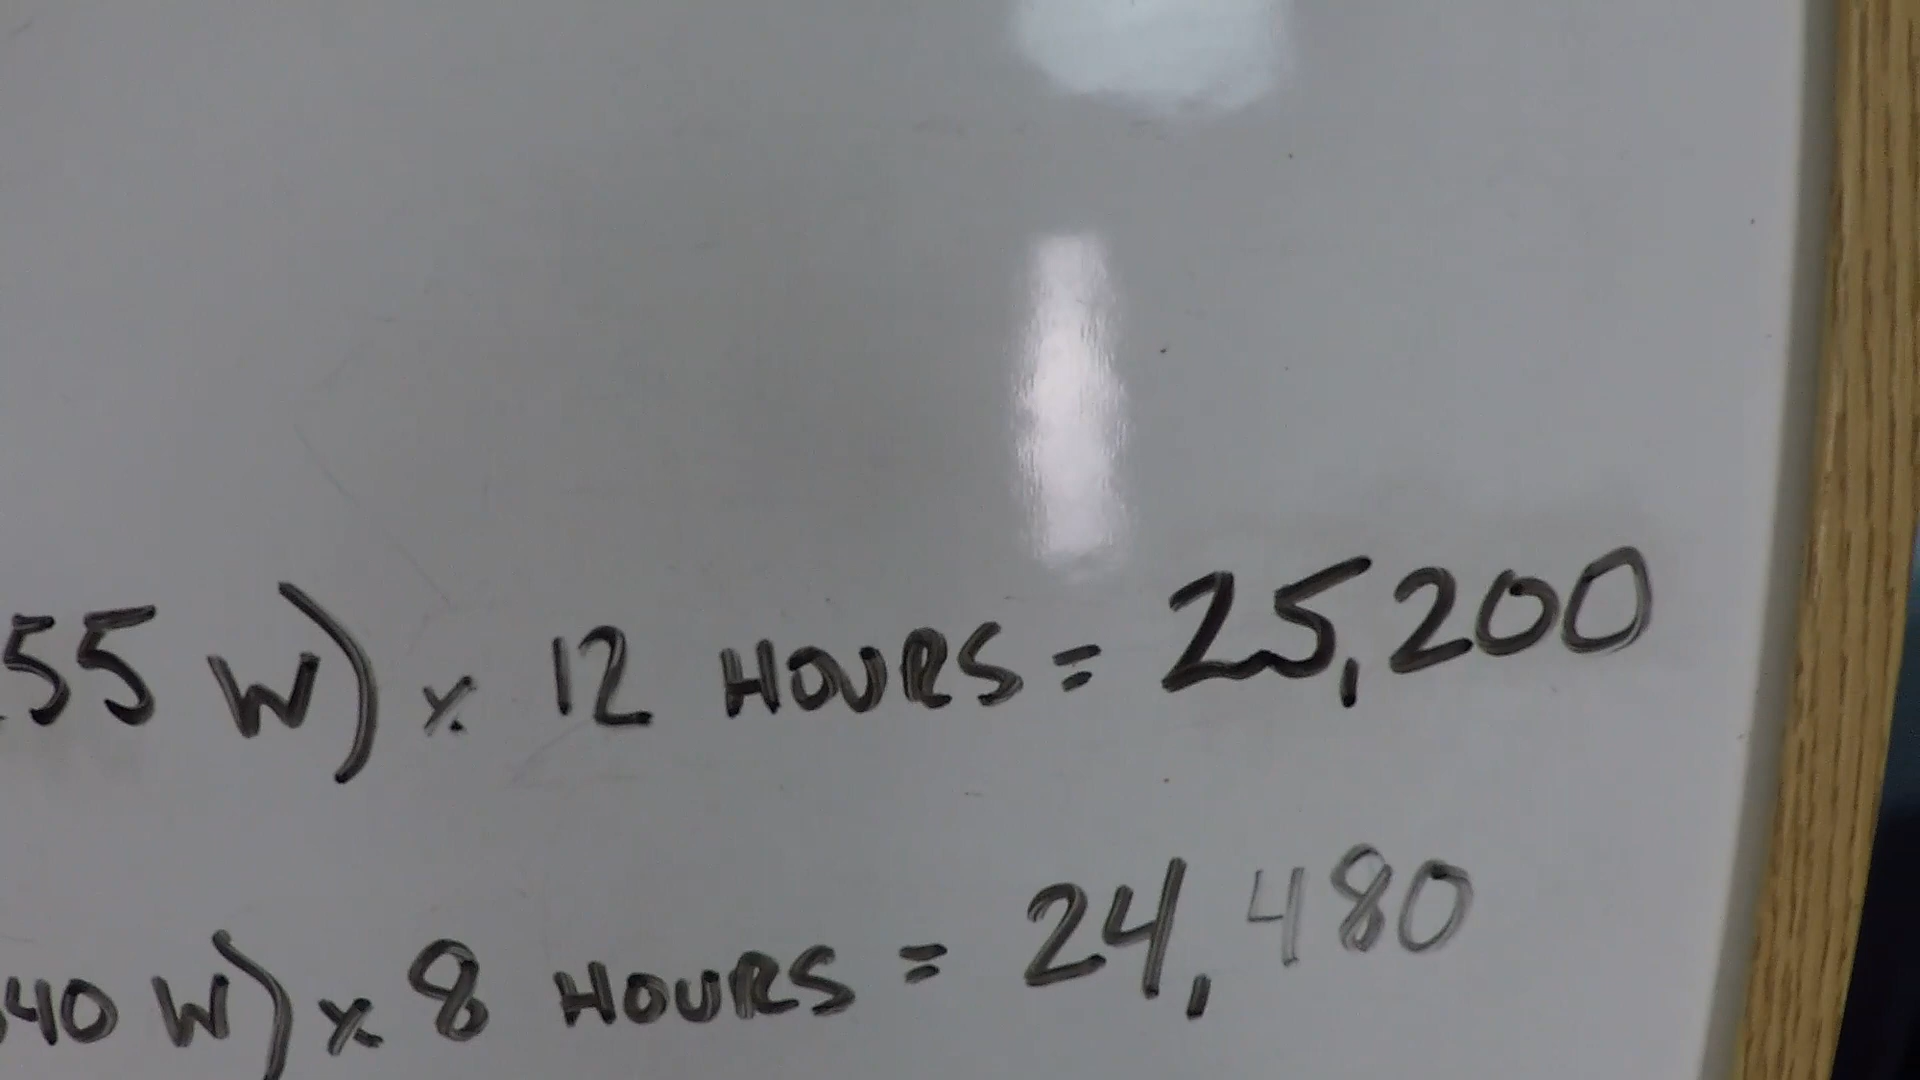 55 W) x 12 HOURS = 25,200
40 W) x 8 HOURS = 24,480